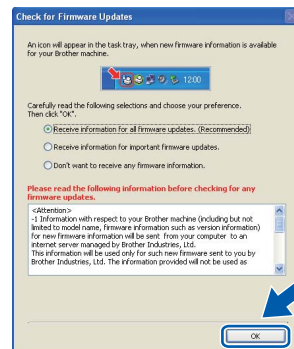 Check for Firmware Updates
An icon will appear in the task tray, when new firmware information is available
for your Brother machine.
12:00
Carefully read the following selections and choose your preference.
Then click "OK".
Receive information for all firmware updates. (Recommended)
Receive information for important firmware updates.
Don't want to receive any firmware information.
Please read the following information before checking for any
firmware updates.
<Attention>
-1 Information with respect to your Brother machine (including but not
limited to model name, firmware information such as version information)
for new firmware information will be sent from your computer to an
internet server managed by Brother Industries, Ltd.
This information will be used only for such new firmware sent to you by
Brother Industries, Ltd. The information provided will not be used as
OK